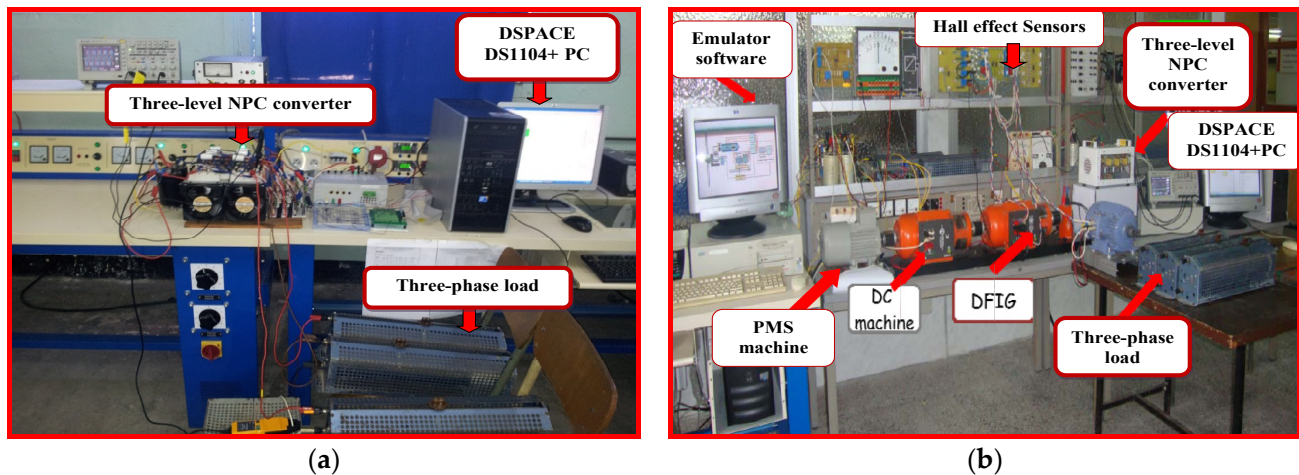 DSPACE
DS1104+ PC
Three-level NPC converter
Three-phase load
(a)
Emulator
software
Hall effect Sensors
Three-level
NPC
converter
DSPACE
DS1104+PC
PMS
machine
DC
machine
DFIG
Three-phase
load
(b)